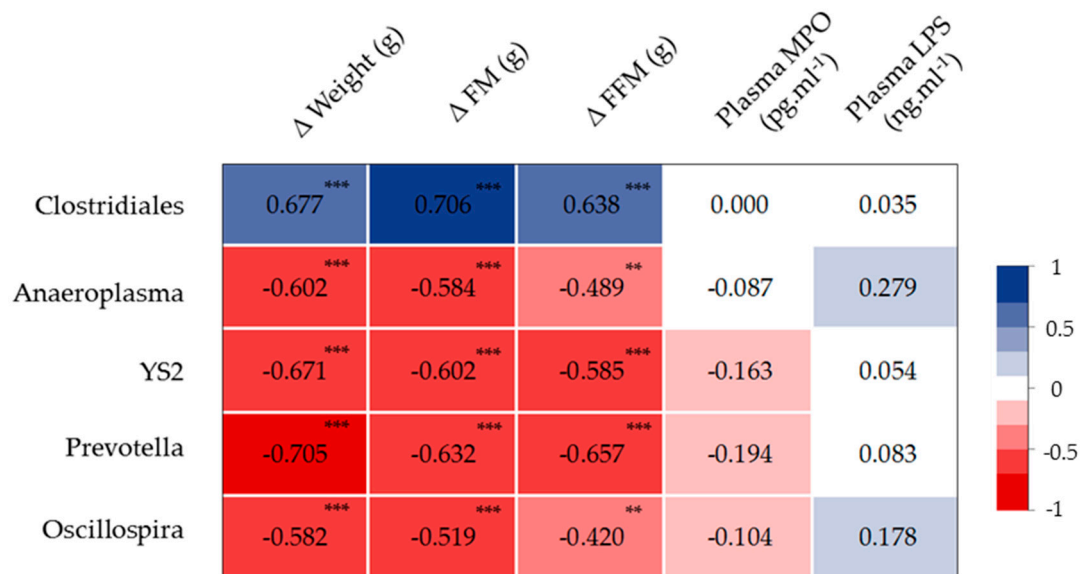 Δ Weight (g)
Δ FM (g)
Δ FFM (g)
Plasma MPO
(pg.ml⁻¹)
Plasma LPS
(ng.ml⁻¹)
Clostridiales 0.677*** 0.706*** 0.638*** 0.000 0.035
Anaeroplasma -0.602*** -0.584*** -0.489** -0.087 0.279
YS2 -0.671*** -0.602*** -0.585*** -0.163 0.054
Prevotella -0.705*** -0.632*** -0.657*** -0.194 0.083
Oscillospira -0.582*** -0.519*** -0.420** -0.104 0.178
1
0.5
0
-0.5
-1